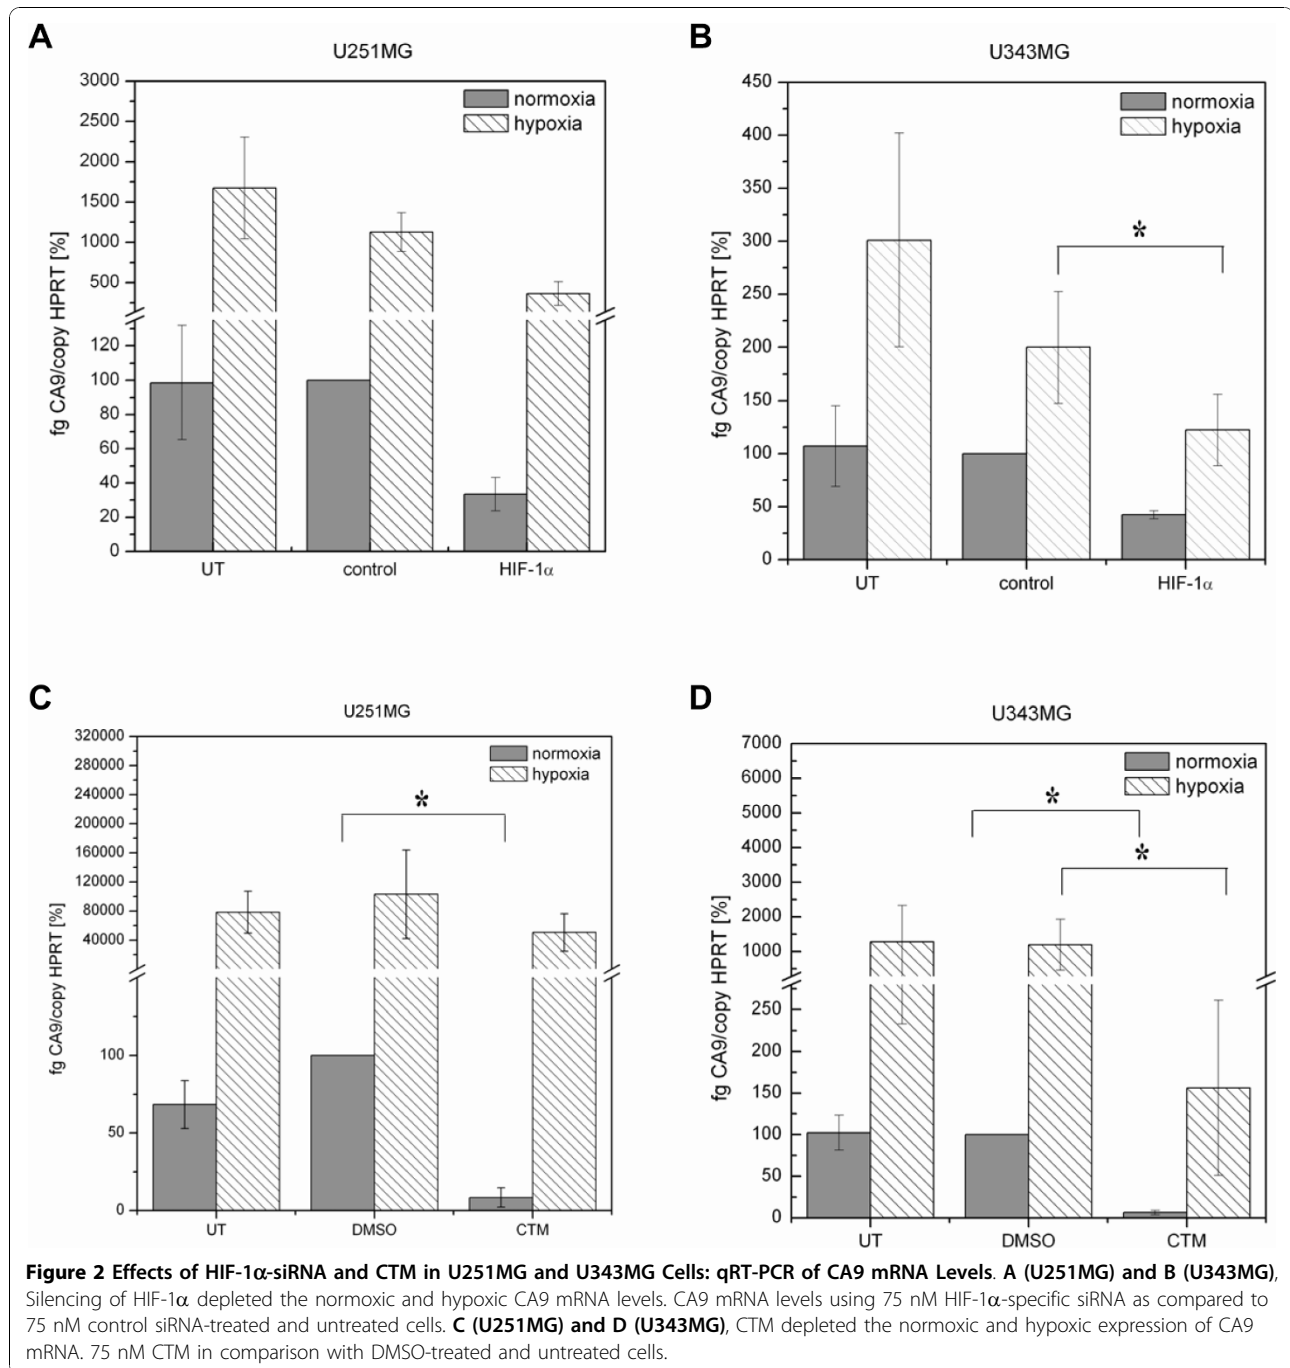 A
U251MG
normoxia
hypoxia
fg CA9/copy HPRT [%]
3000
2500
2000
1500
1000
500
120
100
80
60
40
20
0
UT control HIF-1α
B
U343MG
normoxia
hypoxia
*
fg CA9/copy HPRT [%]
450
400
350
300
250
200
150
100
50
0
UT control HIF-1α
C
U251MG
normoxia
hypoxia
*
fg CA9/copy HPRT [%]
320000
280000
240000
200000
160000
120000
80000
40000
100
50
0
UT DMSO CTM
D
U343MG
normoxia
hypoxia
*
*
fg CA9/copy HPRT [%]
7000
6000
5000
4000
3000
2000
1000
250
200
150
100
50
0
UT DMSO CTM
Figure 2 Effects of HIF-1α-siRNA and CTM in U251MG and U343MG Cells: qRT-PCR of CA9 mRNA Levels. A (U251MG) and B (U343MG),
Silencing of HIF-1α depleted the normoxic and hypoxic CA9 mRNA levels. CA9 mRNA levels using 75 nM HIF-1α-specific siRNA as compared to
75 nM control siRNA-treated and untreated cells. C (U251MG) and D (U343MG), CTM depleted the normoxic and hypoxic expression of CA9
mRNA. 75 nM CTM in comparison with DMSO-treated and untreated cells.